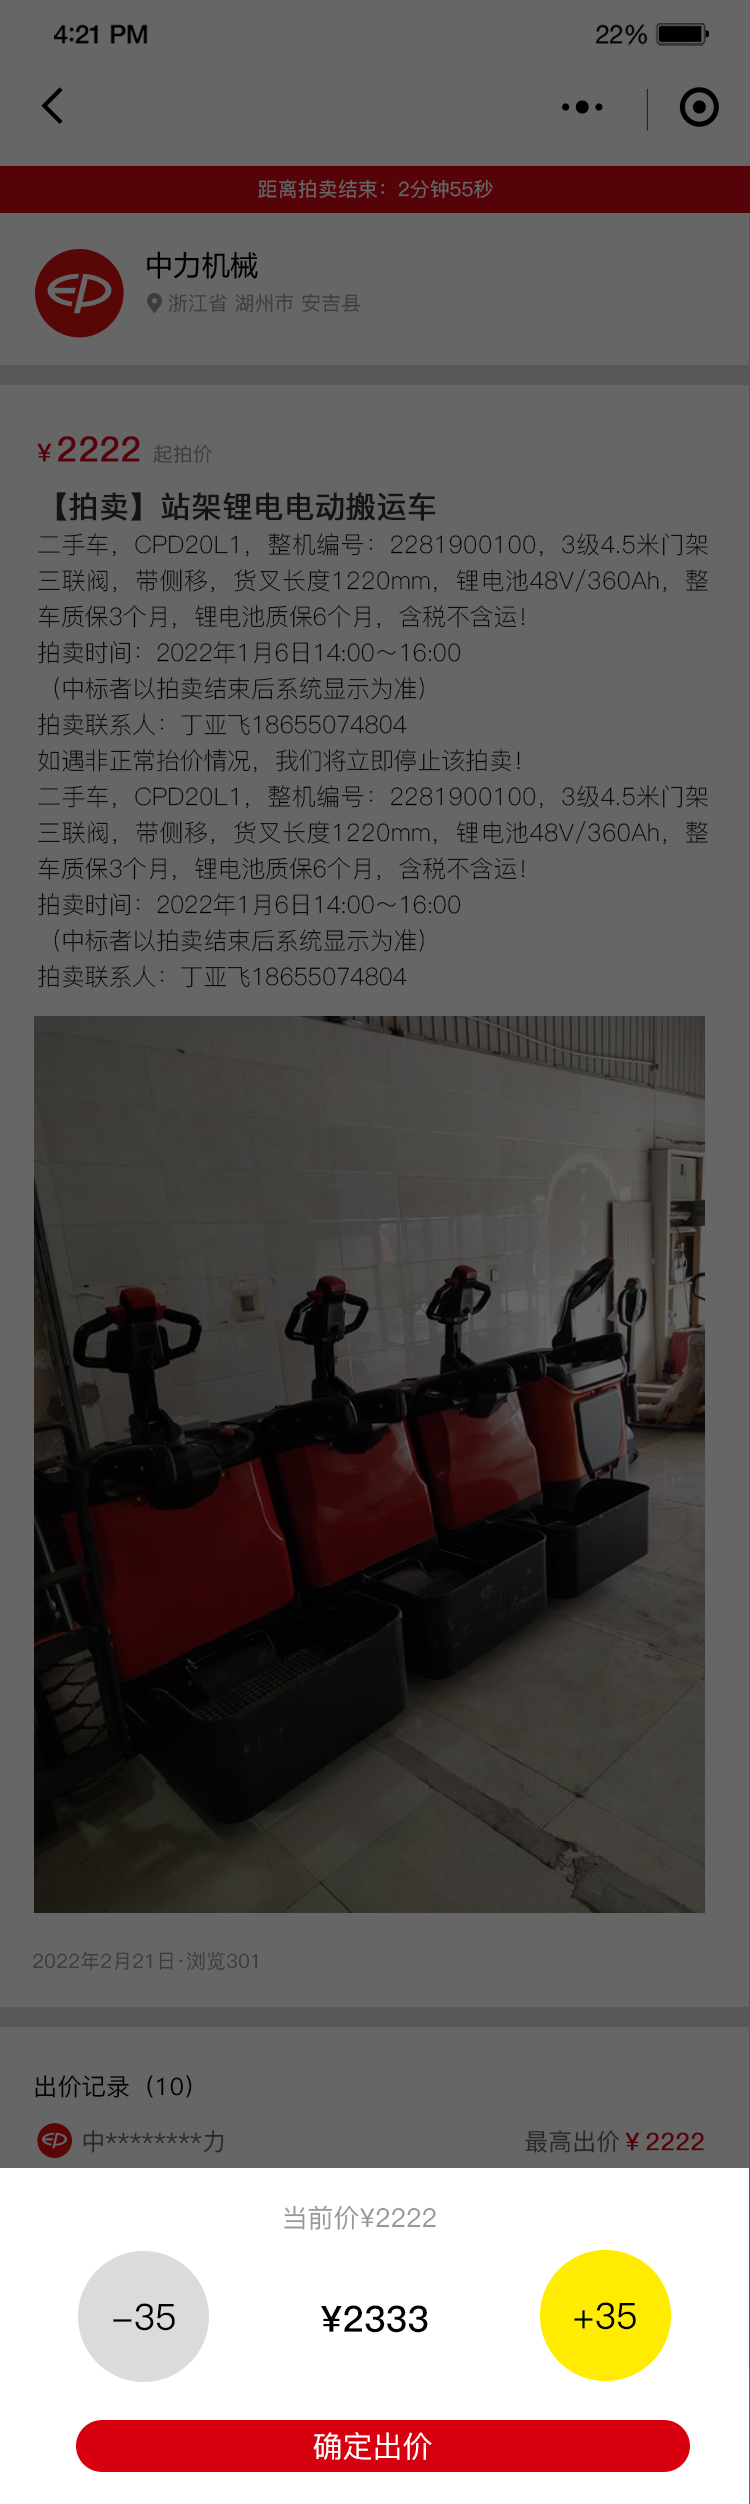 4:21 PM 22%
距离拍卖结束：2分钟55秒
中力机械
浙江省 湖州市 安吉县
¥2222 起拍价
【拍卖】站架锂电电动搬运车
二手车，CPD20L1，整机编号：2281900100，3级4.5米门架
三联阀，带侧移，货叉长度1220mm，锂电池48V/360Ah，整
车质保3个月，锂电池质保6个月，含税不含运！
拍卖时间：2022年1月6日14:00～16:00
（中标者以拍卖结束后系统显示为准）
拍卖联系人：丁亚飞18655074804
如遇非正常抬价情况，我们将立即停止该拍卖！
二手车，CPD20L1，整机编号：2281900100，3级4.5米门架
三联阀，带侧移，货叉长度1220mm，锂电池48V/360Ah，整
车质保3个月，锂电池质保6个月，含税不含运！
拍卖时间：2022年1月6日14:00～16:00
（中标者以拍卖结束后系统显示为准）
拍卖联系人：丁亚飞18655074804
2022年2月21日·浏览301
出价记录（10）
中********力 最高出价¥2222
当前价¥2222
-35 ¥2333 +35
确定出价